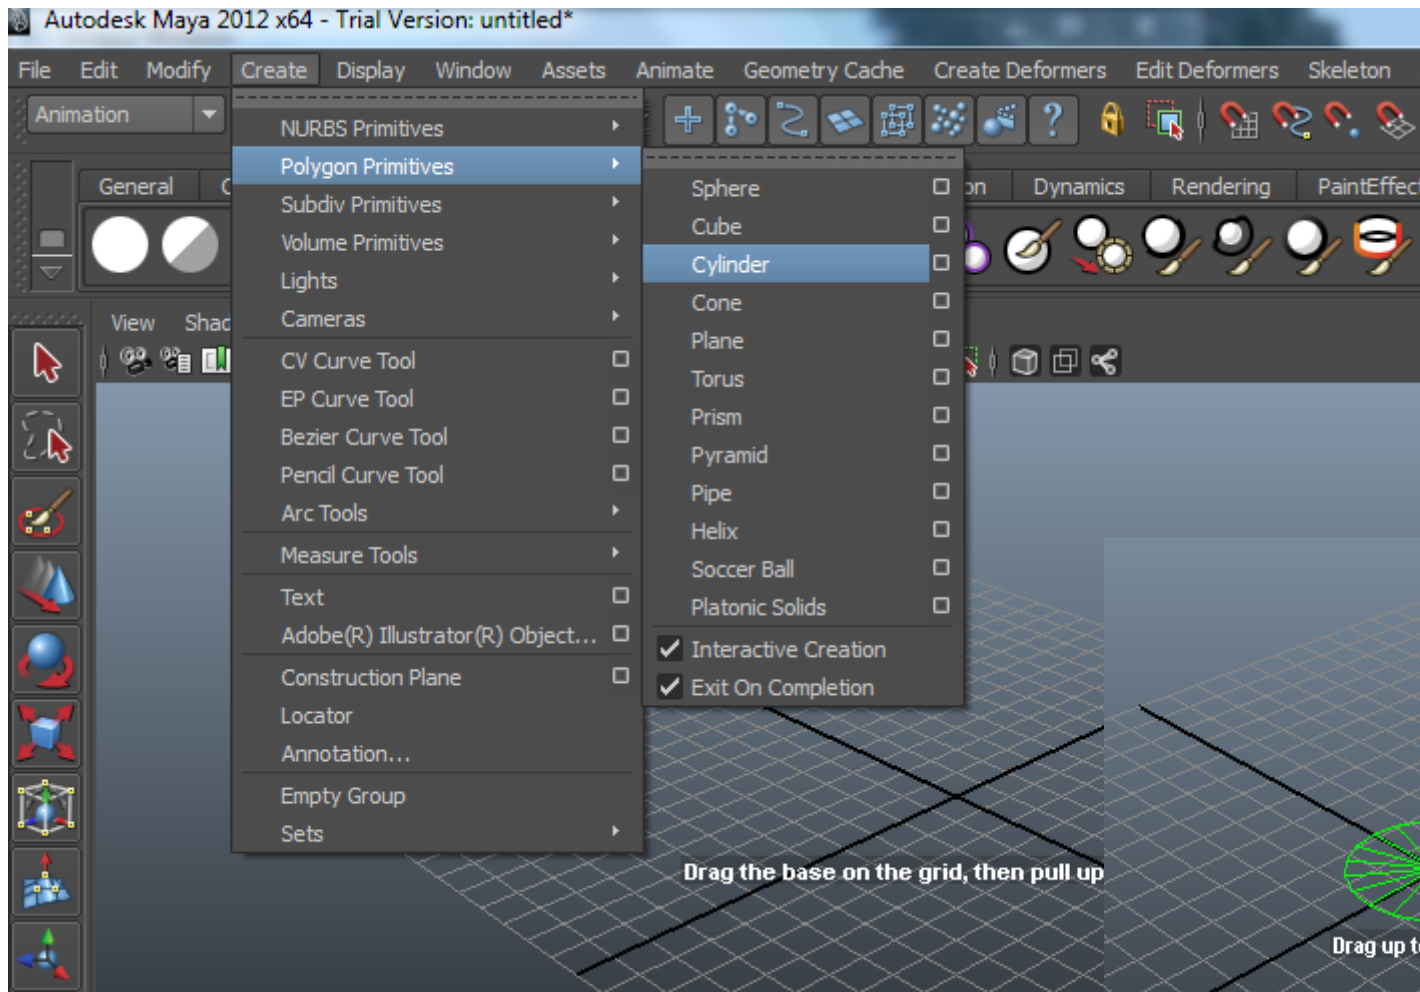 Autodesk Maya 2012 x64 - Trial Version: untitled*
File Edit Modify Create Display Window Assets Animate Geometry Cache Create Deformers Edit Deformers Skeleton
Animation
General
Dynamics Rendering
View
NURBS Primitives
Polygon Primitives
Subdiv Primitives
Volume Primitives
Lights
Cameras
CV Curve Tool
EP Curve Tool
Bezier Curve Tool
Pencil Curve Tool
Arc Tools
Measure Tools
Text
Adobe(R) Illustrator(R) Object...
Construction Plane
Locator
Annotation...
Empty Group
Sets
Sphere
Cube
Cylinder
Cone
Plane
Torus
Prism
Pyramid
Pipe
Helix
Soccer Ball
Platonic Solids
Interactive Creation
Exit On Completion
Drag the base on the grid, then pull up
Drag up